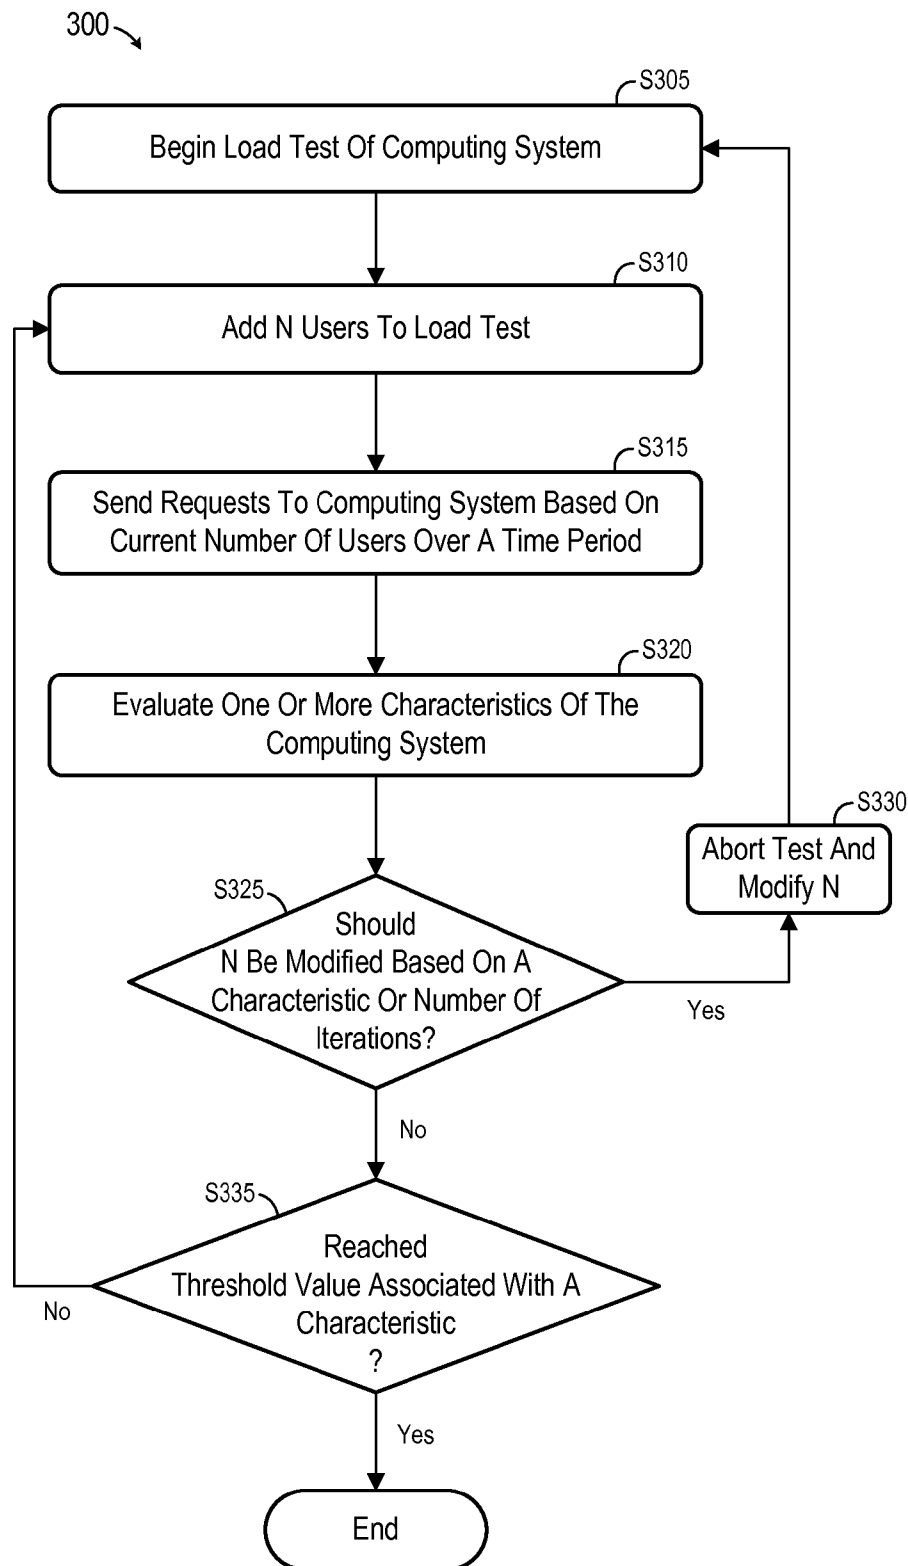 300
S305
Begin Load Test Of Computing System
S310
Add N Users To Load Test
S315
Send Requests To Computing System Based On
Current Number Of Users Over A Time Period
S320
Evaluate One Or More Characteristics Of The
Computing System
S330
Abort Test And
Modify N
S325
Should
N Be Modified Based On A
Characteristic Or Number Of
Iterations?
Yes
No
S335
Reached
Threshold Value Associated With A
Characteristic
?
No
Yes
End